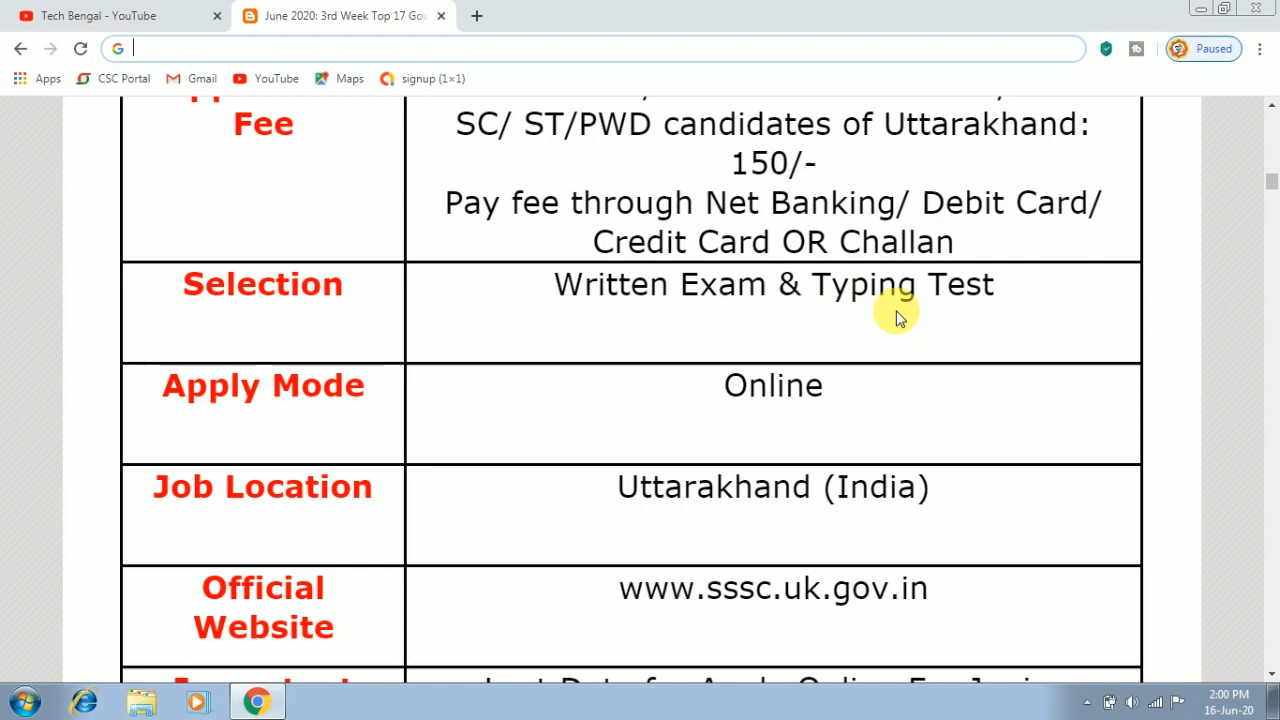 Tech Bengal - YouTube
June 2020: 3rd Week Top 17 Gov
Paused
Apps
CSC Portal
Gmail
YouTube
Maps
signup (1×1)
Fee
SC/ ST/PWD candidates of Uttarakhand:
150/-
Pay fee through Net Banking/ Debit Card/
Credit Card OR Challan
Selection
Written Exam & Typing Test
Apply Mode
Online
Job Location
Uttarakhand (India)
Official
Website
www.sssc.uk.gov.in
2:00 PM
16-Jun-20